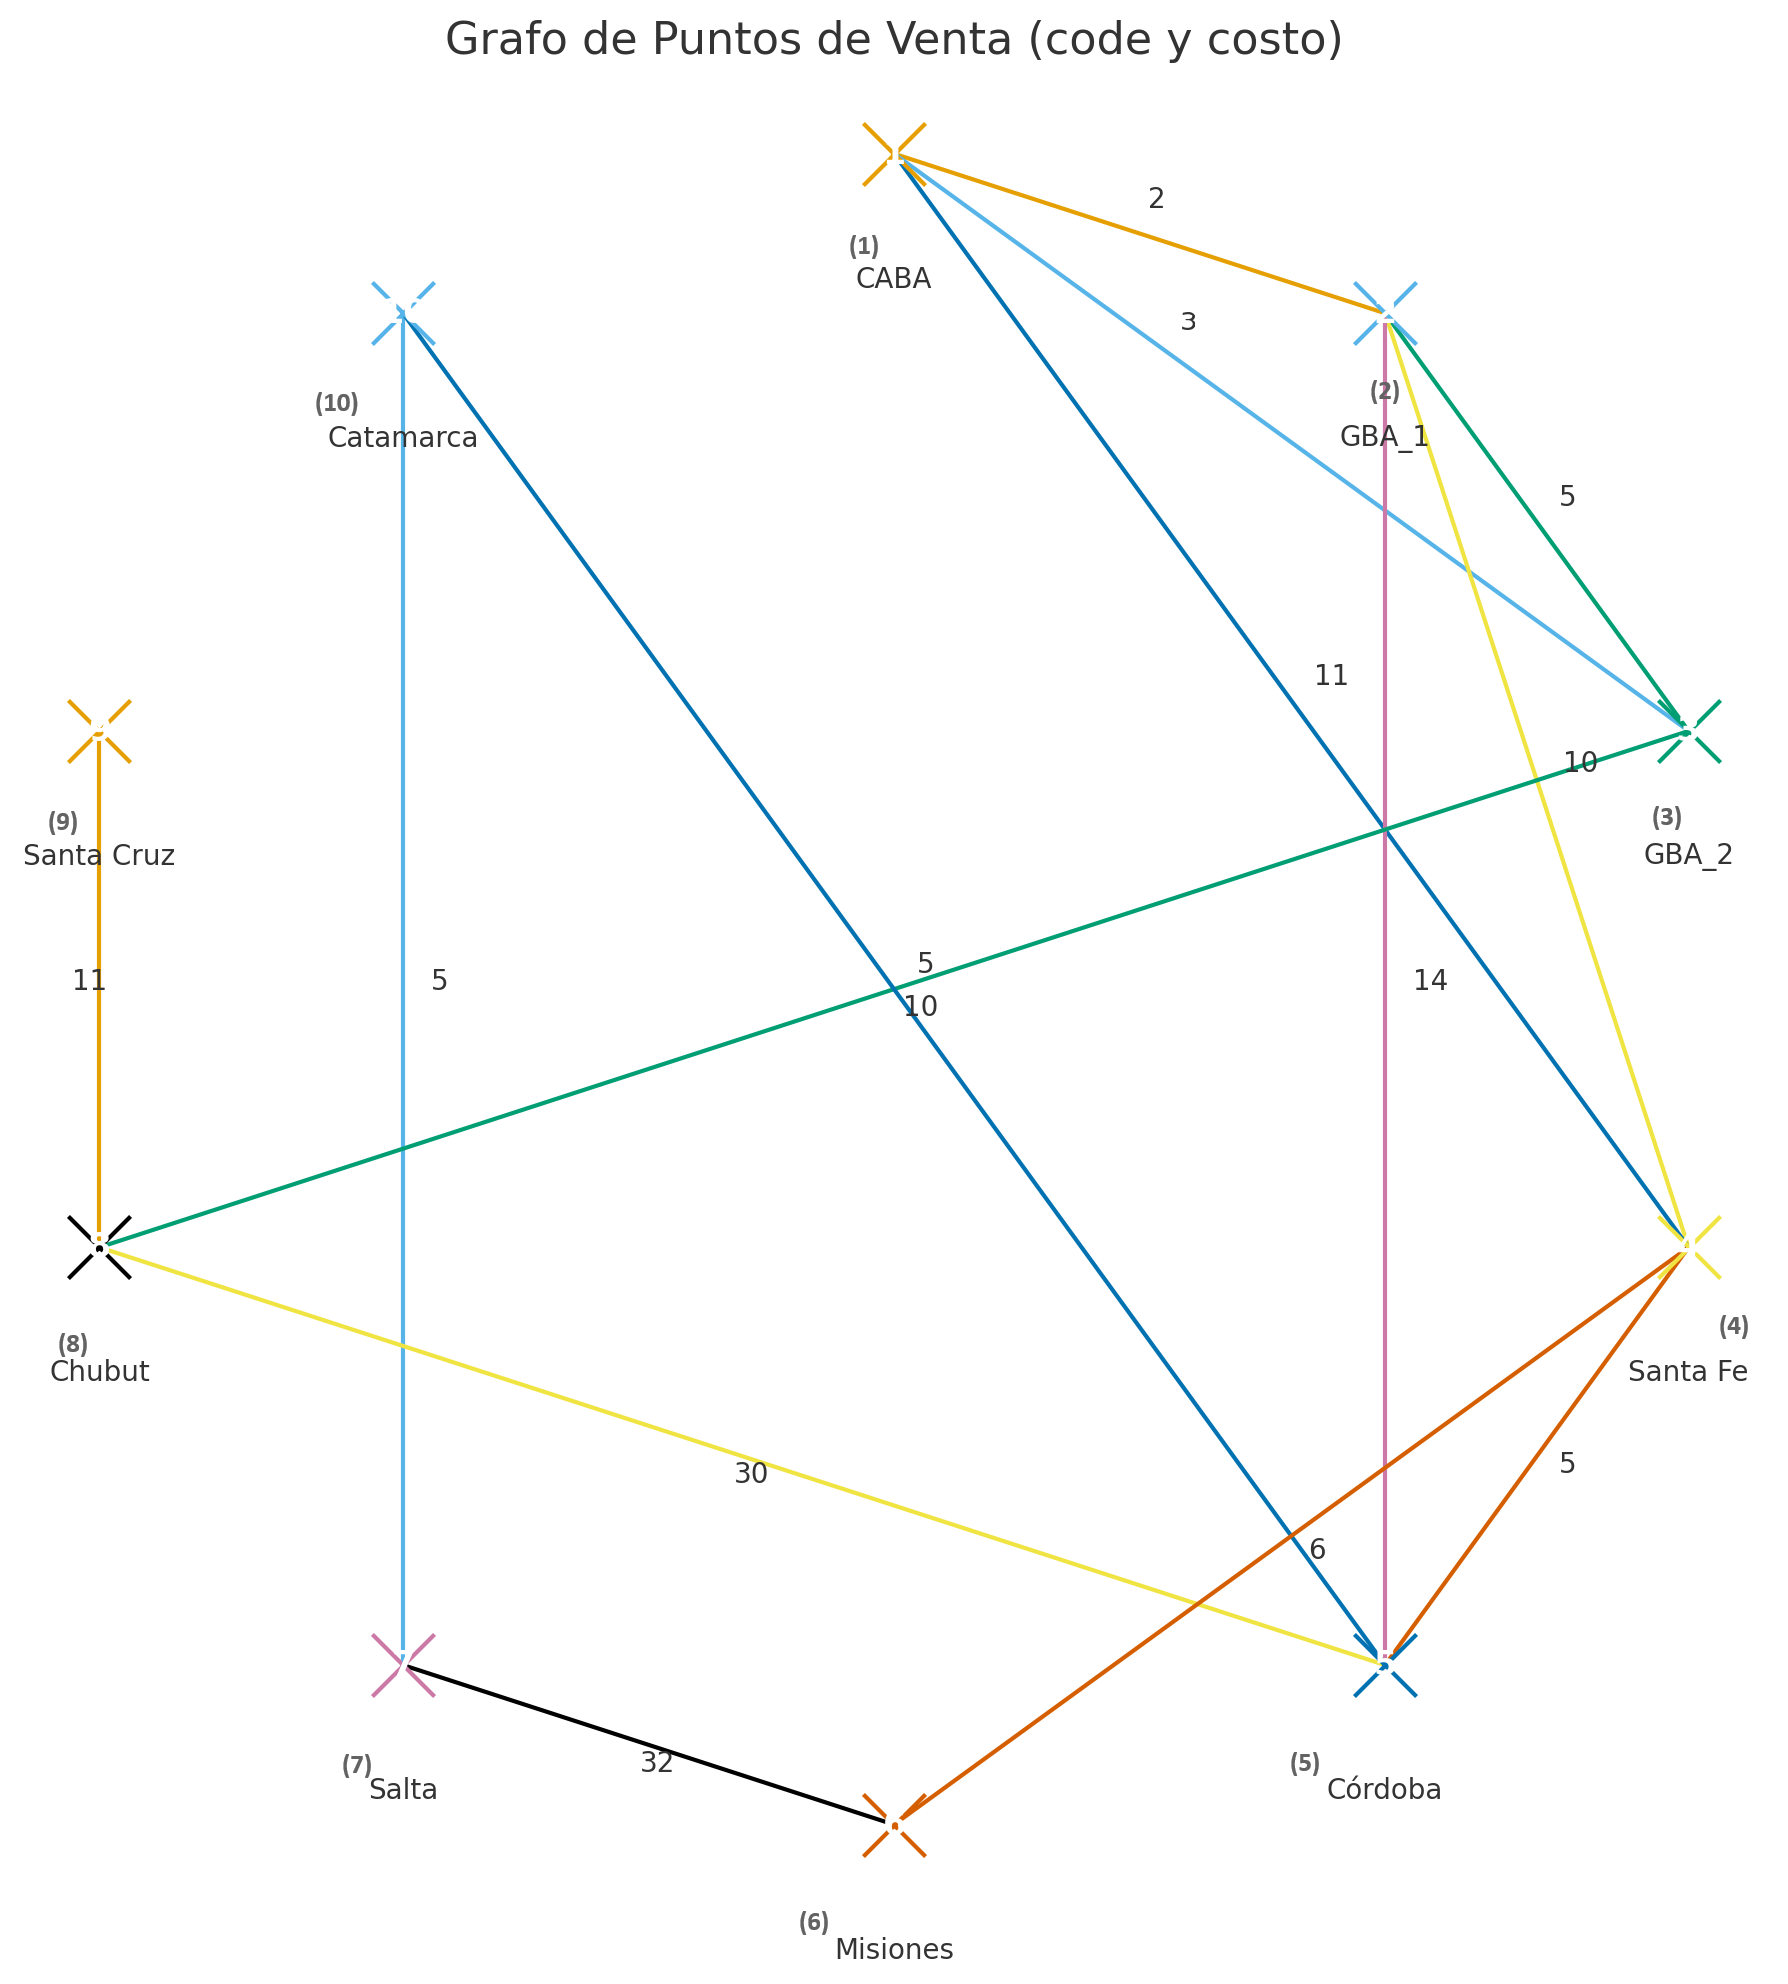 Grafo de Puntos de Venta (code y costo)
2
(1)
CABA
3
(10)
Catamarca
(2)
GBA_1
5
11
10
(9)
Santa Cruz
(3)
GBA_2
11
5
5
10
14
(4)
Santa Fe
(8)
Chubut
30
5
6
(7)
Salta
32
(5)
Córdoba
(6)
Misiones